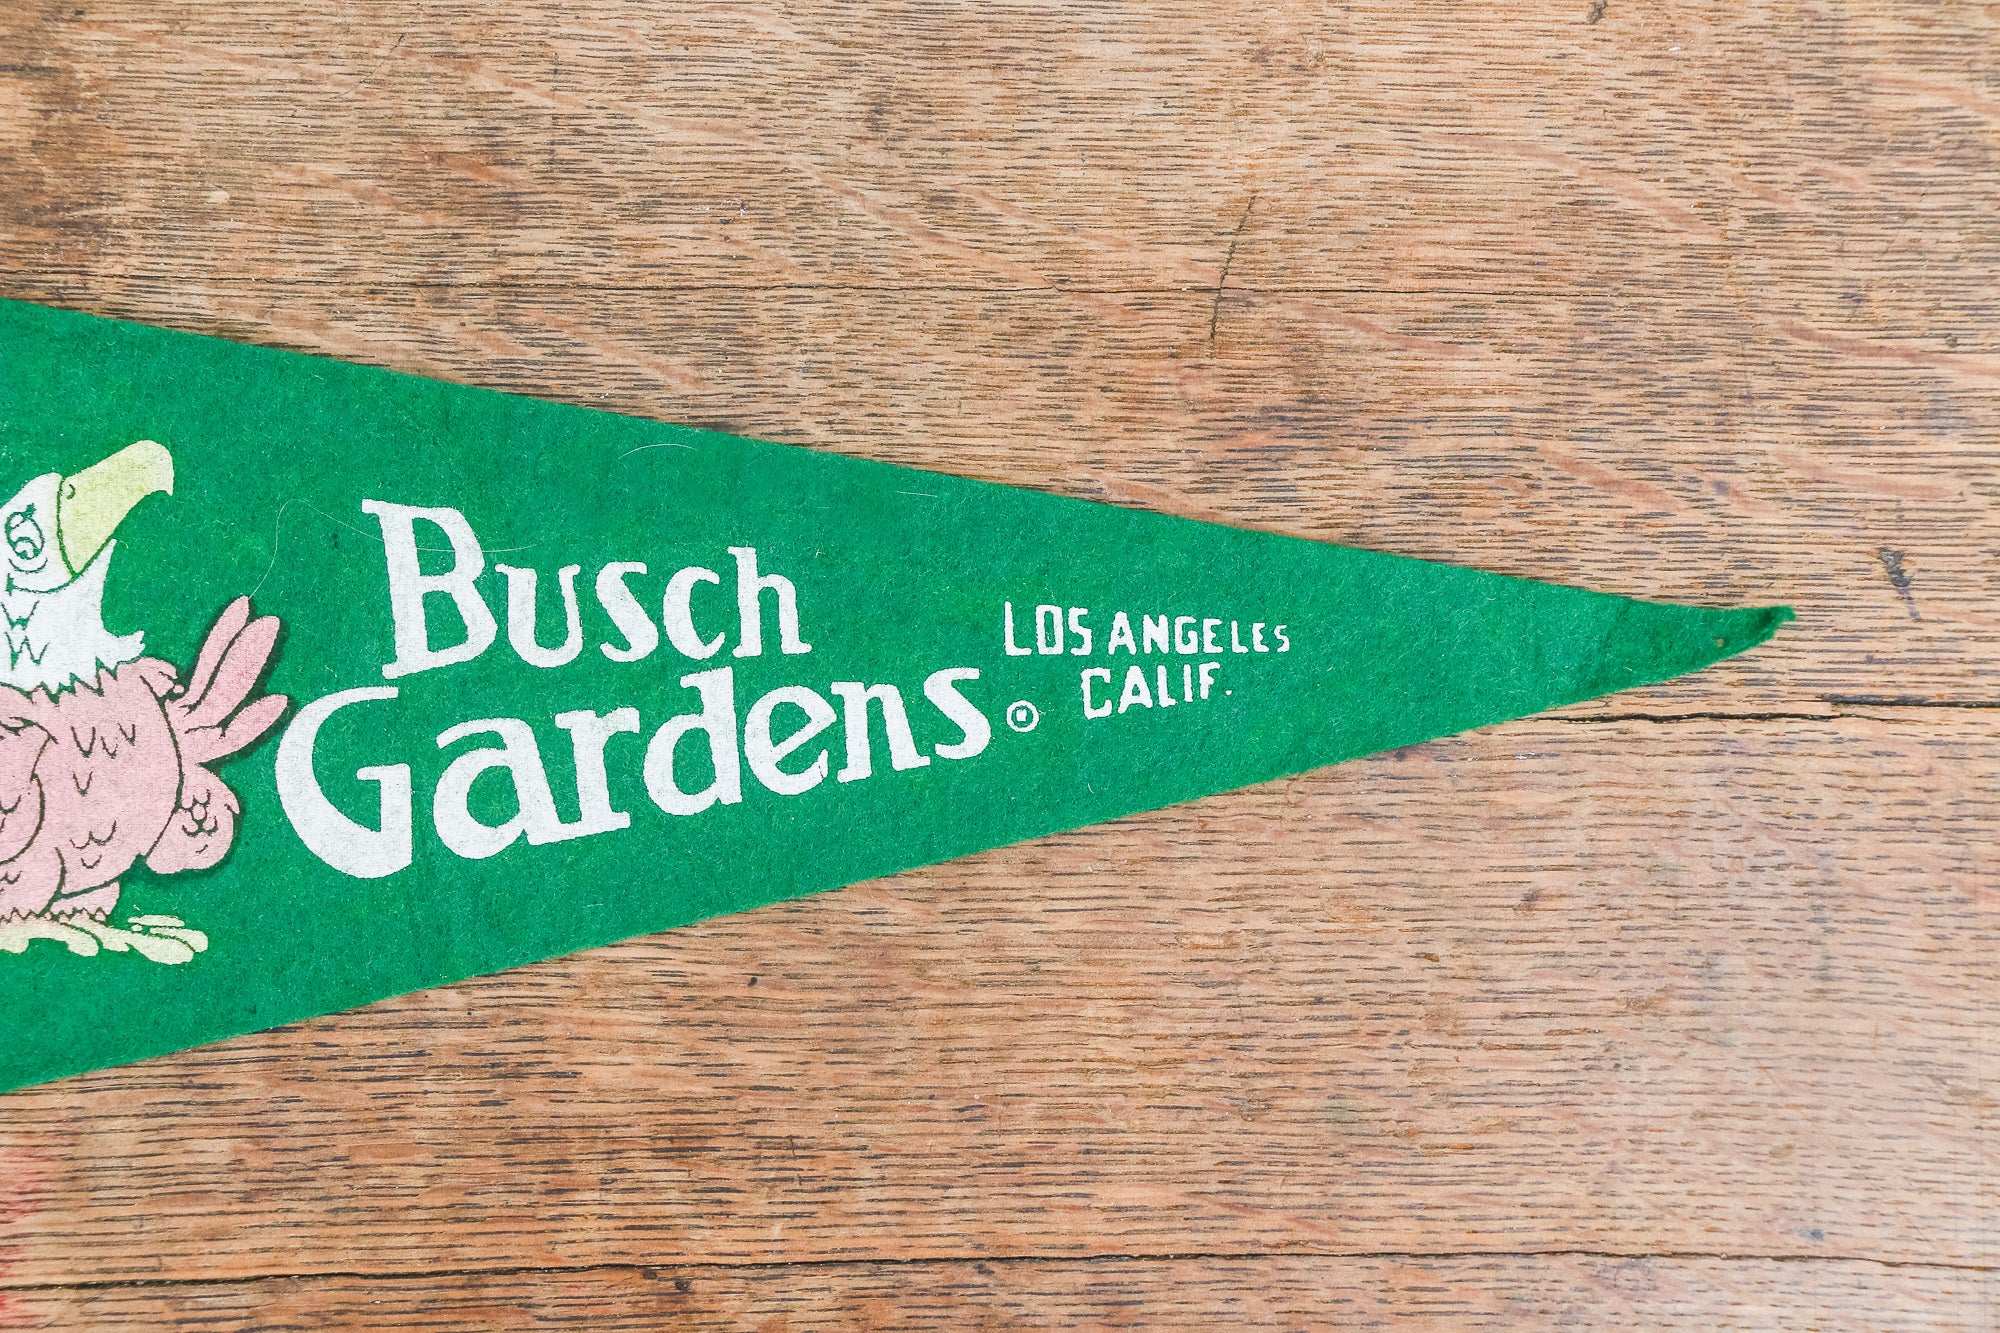 Busch
Gardens
LOS ANGELES
CALIF.